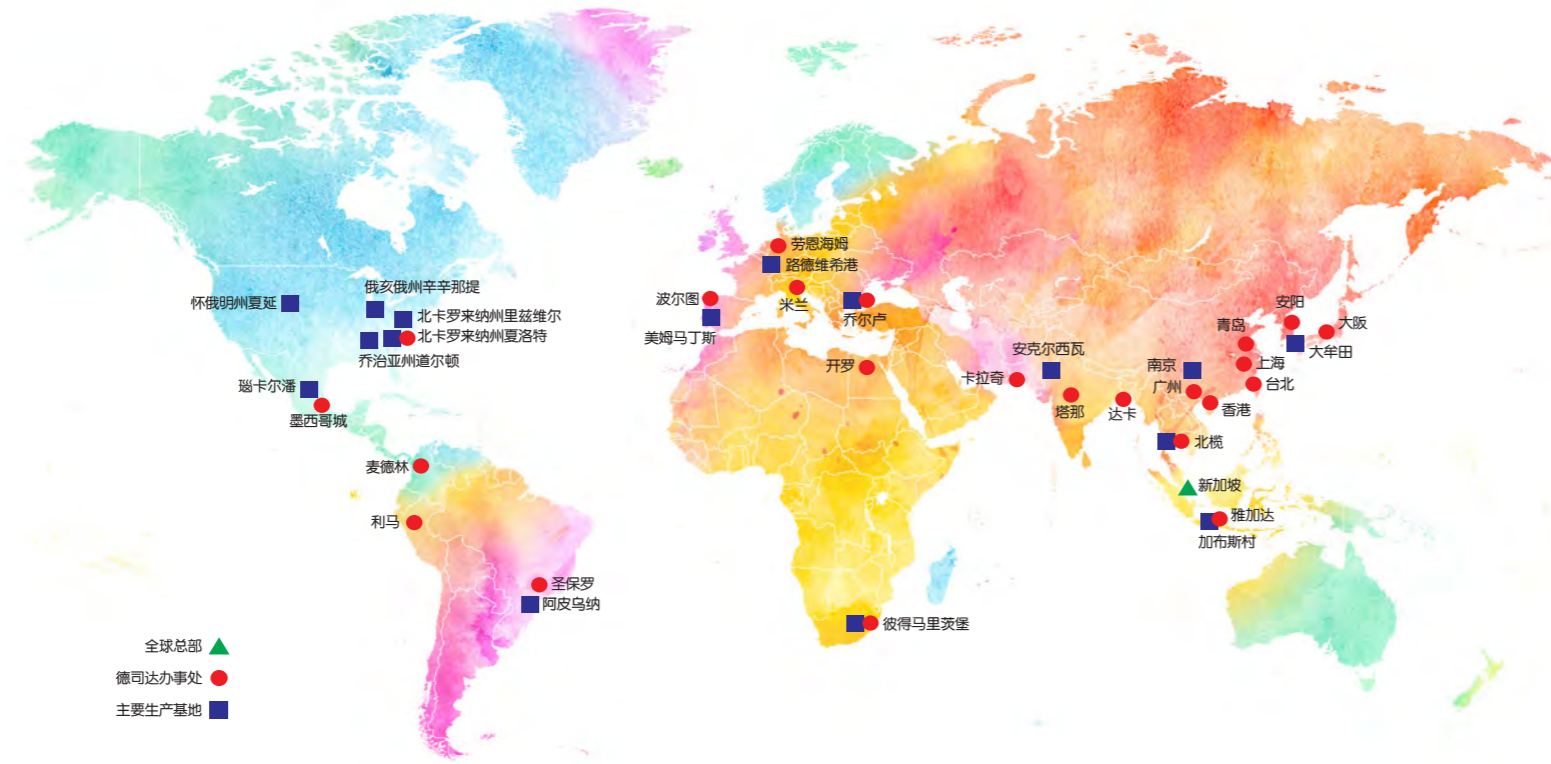 劳恩海姆
路德维希港
俄亥俄州辛辛那提
怀俄明州夏延
波尔图
米兰
安阳
北卡罗来纳州里兹维尔
乔尔卢
大阪
青岛
北卡罗来纳州夏洛特
美姆马丁斯
安克尔西瓦
大牟田
乔治亚州道尔顿
开罗
南京
上海
卡拉奇
瑙卡尔潘
广州
台北
塔那
达卡
香港
墨西哥城
北榄
麦德林
新加坡
利马
雅加达
加布斯村
圣保罗
阿皮乌纳
彼得马里茨堡
全球总部
德司达办事处
主要生产基地